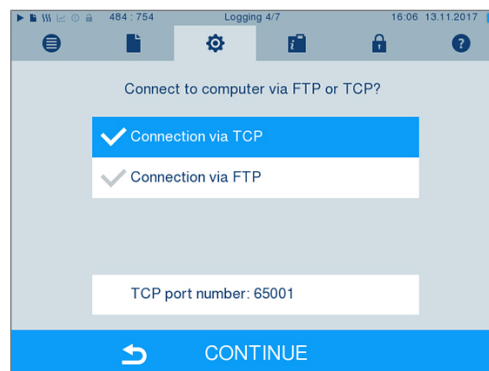 484 : 754 Logging 4/7 16:06 13.11.2017
Connect to computer via FTP or TCP?
Connection via TCP
Connection via FTP
TCP port number: 65001
CONTINUE